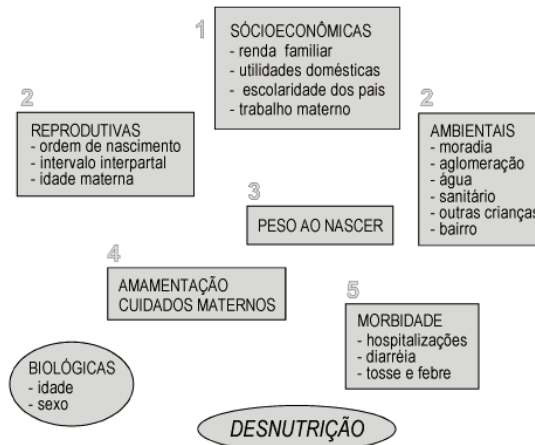 1
SÓCIOECONÔMICAS
- renda familiar
- utilidades domésticas
- escolaridade dos pais
- trabalho materno
2
REPRODUTIVAS
- ordem de nascimento
- intervalo interpartal
- idade materna
2
AMBIENTAIS
- moradia
- aglomeração
- água
- sanitário
- outras crianças
- bairro
3
PESO AO NASCER
4
AMAMENTAÇÃO
CUIDADOS MATERNOS
5
MORBIDADE
- hospitalizações
- diarréia
- tosse e febre
BIOLÓGICAS
- idade
- sexo
DESNUTRIÇÃO